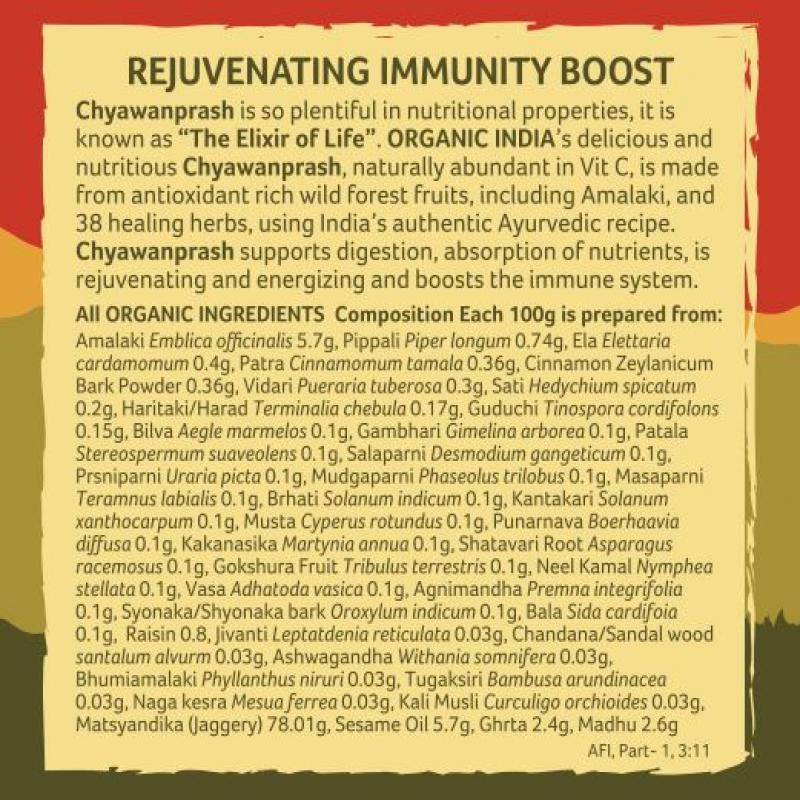 REJUVENATING IMMUNITY BOOST
Chyawanprash is so plentiful in nutritional properties, it is
known as “The Elixir of Life”. ORGANIC INDIA's delicious and
nutritious Chyawanprash, naturally abundant in Vit C, is made
from antioxidant rich wild forest fruits, including Amalaki, and
38 healing herbs, using India's authentic Ayurvedic recipe.
Chyawanprash supports digestion, absorption of nutrients, is
rejuvenating and energizing and boosts the immune system.
All ORGANIC INGREDIENTS Composition Each 100g is prepared from:
Amalaki Emblica officinalis 5.7g, Pippali Piper longum 0.74g, Ela Elettaria
cardamomum 0.4g, Patra Cinnamomum tamala 0.36g, Cinnamon Zeylanicum
Bark Powder 0.36g, Vidari Pueraria tuberosa 0.3g, Sati Hedychium spicatum
0.2g, Haritaki/Harad Terminalia chebula 0.17g, Guduchi Tinospora cordifolons
0.15g, Bilva Aegle marmelos 0.1g, Gambhari Gimelina arborea 0.1g, Patala
Stereospermum suaveolens 0.1g, Salaparni Desmodium gangeticum 0.1g,
Prsniparni Uraria picta 0.1g, Mudgaparni Phaseolus trilobus 0.1g, Masaparni
Teramnus labialis 0.1g, Brhati Solanum indicum 0.1g, Kantakari Solanum
xanthocarpum 0.1g, Musta Cyperus rotundus 0.1g, Punarnava Boerhaavia
diffusa 0.1g, Kakanasika Martynia annua 0.1g, Shatavari Root Asparagus
racemosus 0.1g, Gokshura Fruit Tribulus terrestris 0.1g, Neel Kamal Nymphea
stellata 0.1g, Vasa Adhatoda vasica 0.1g, Agnimandha Premna integrifolia
0.1g, Syonaka/Shyonaka bark Oroxylum indicum 0.1g, Bala Sida cardifoia
0.1g, Raisin 0.8, Jivanti Leptatdenia reticulata 0.03g, Chandana/Sandal wood
santalum alvurm 0.03g, Ashwagandha Withania somnifera 0.03g,
Bhumiamalaki Phyllanthus niruri 0.03g, Tugaksiri Bambusa arundinacea
0.03g, Naga kesra Mesua ferrea 0.03g, Kali Musli Curculigo orchioides 0.03g,
Matsyandika (Jaggery) 78.01g, Sesame Oil 5.7g, Ghrta 2.4g, Madhu 2.6g
AFI, Part- 1, 3:11